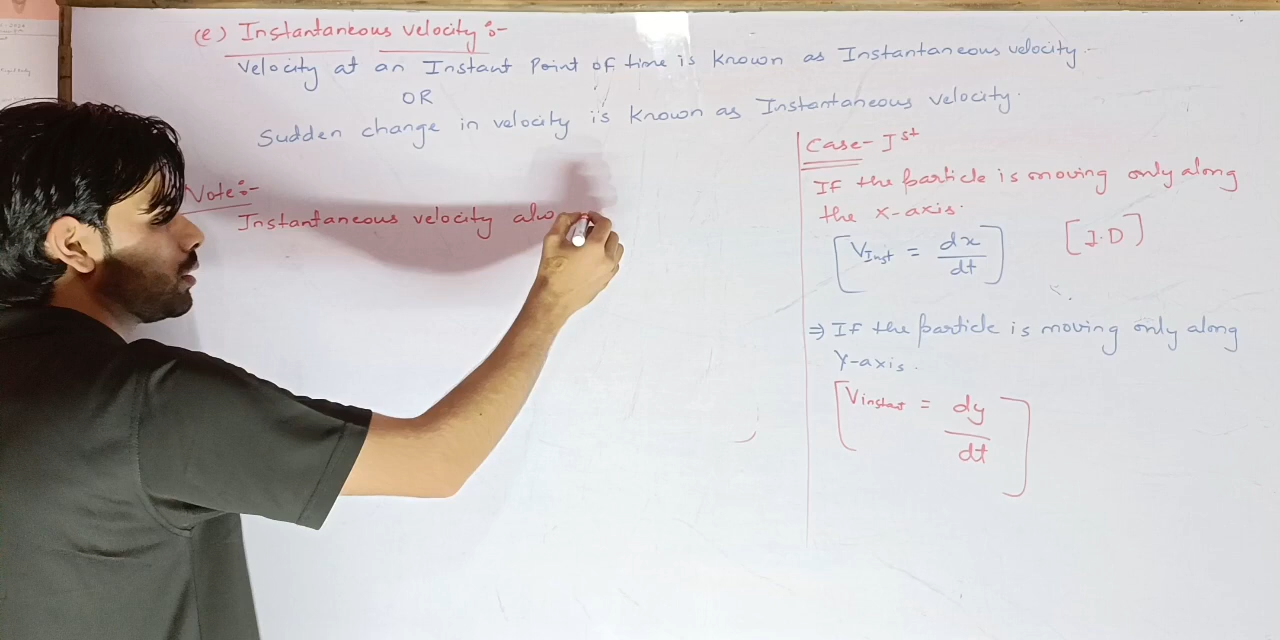 (e) Instantaneous velocity :-
Velocity at an Instant Point of time is known as Instantaneous velocity.
OR
Sudden change in velocity is known as Instantaneous velocity.
Note:-
Instantaneous velocity also
Case-Ist
If the particle is moving only along
the x-axis.
[VInst = dx/dt] [1.D]
⇒ If the particle is moving only along
Y-axis.
[Vinstant = dy/dt]